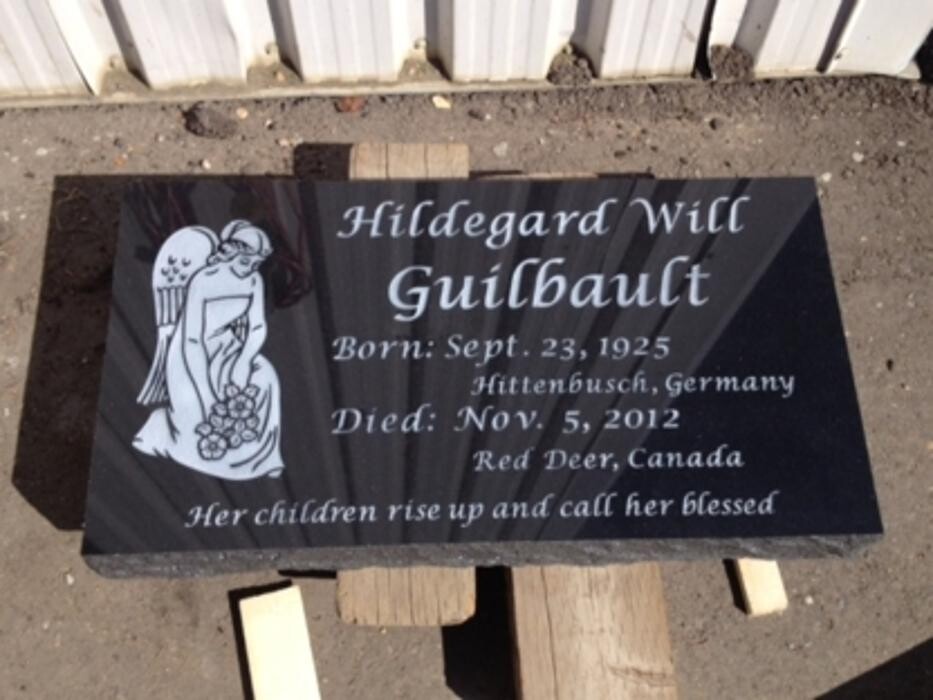 Hildegard Will
Guilbault
Born: Sept. 23, 1925
Hittenbusch, Germany
Died: Nov. 5, 2012
Red Deer, Canada
Her children rise up and call her blessed